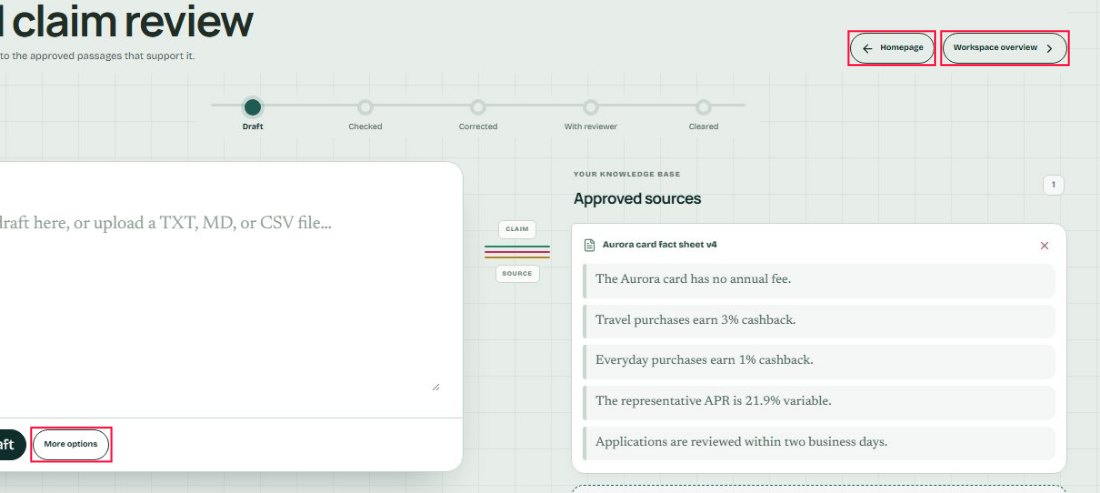 claim review
to the approved passages that support it.
Homepage
Workspace overview
Draft
Checked
Corrected
With reviewer
Cleared
draft here, or upload a TXT, MD, or CSV file...
More options
CLAIM
SOURCE
YOUR KNOWLEDGE BASE
Approved sources
1
Aurora card fact sheet v4
The Aurora card has no annual fee.
Travel purchases earn 3% cashback.
Everyday purchases earn 1% cashback.
The representative APR is 21.9% variable.
Applications are reviewed within two business days.